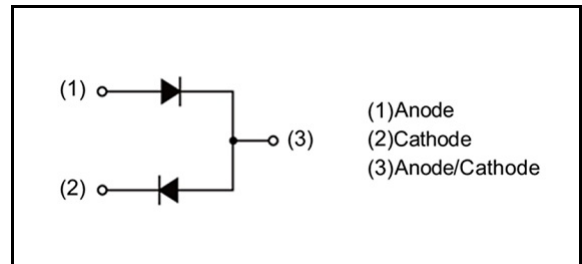 (1)
(2)
(3)
(1)Anode
(2)Cathode
(3)Anode/Cathode